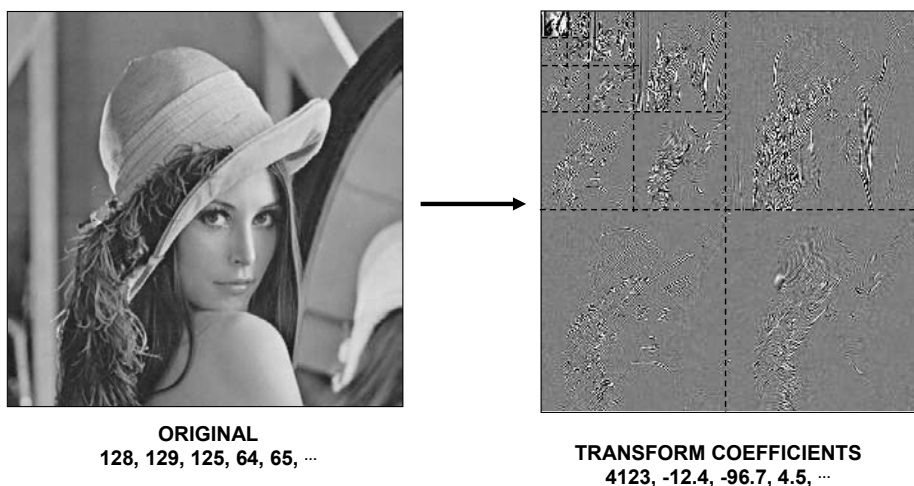 ORIGINAL
128, 129, 125, 64, 65, ...
TRANSFORM COEFFICIENTS
4123, -12.4, -96.7, 4.5, ...